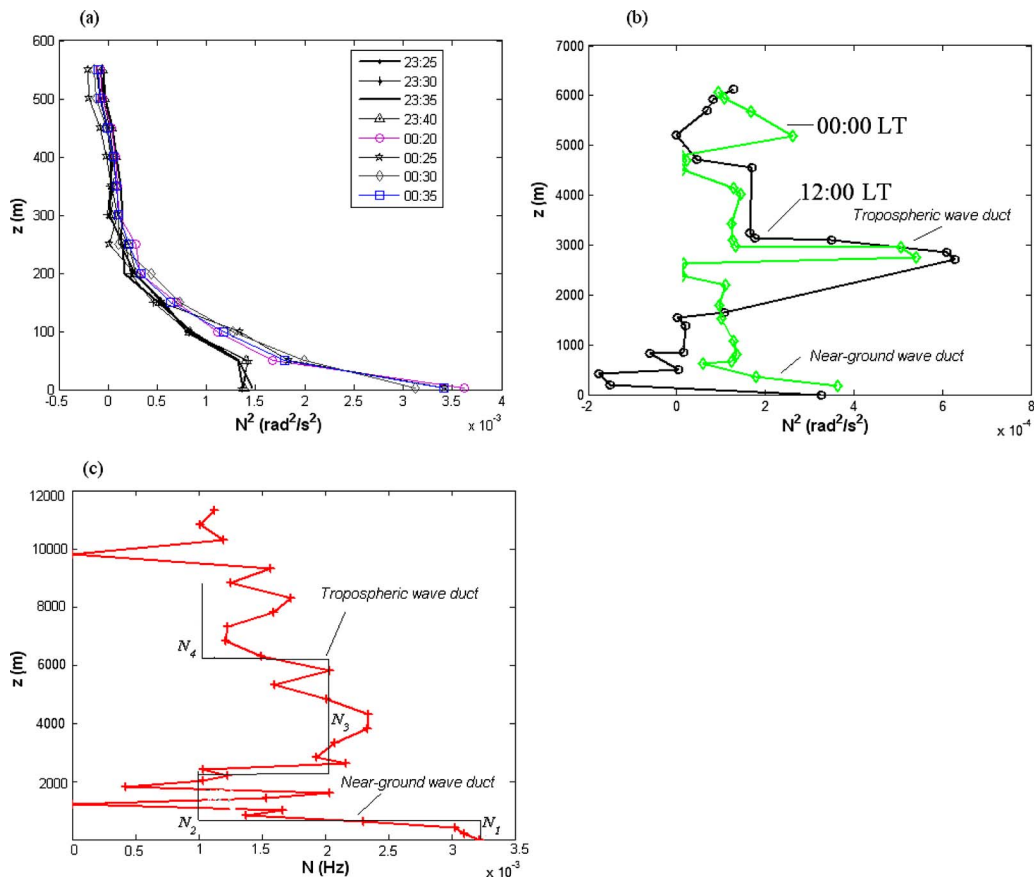 (a)
600
500
400
300
200
100
0
z (m)
-0.5
0
0.5
1
1.5
2
2.5
3
3.5
4
N² (rad²/s²)
x 10⁻³
23:25
23:30
23:35
23:40
00:20
00:25
00:30
00:35
(b)
7000
6000
5000
4000
3000
2000
1000
0
z (m)
-2
0
2
4
6
8
N² (rad²/s²)
x 10⁻⁴
00:00 LT
12:00 LT
Tropospheric wave duct
Near-ground wave duct
(c)
12000
10000
8000
6000
4000
2000
0
z (m)
0
0.5
1
1.5
2
2.5
3
3.5
N (Hz)
x 10⁻³
Tropospheric wave duct
N₄
N₃
Near-ground wave duct
N₂
N₁